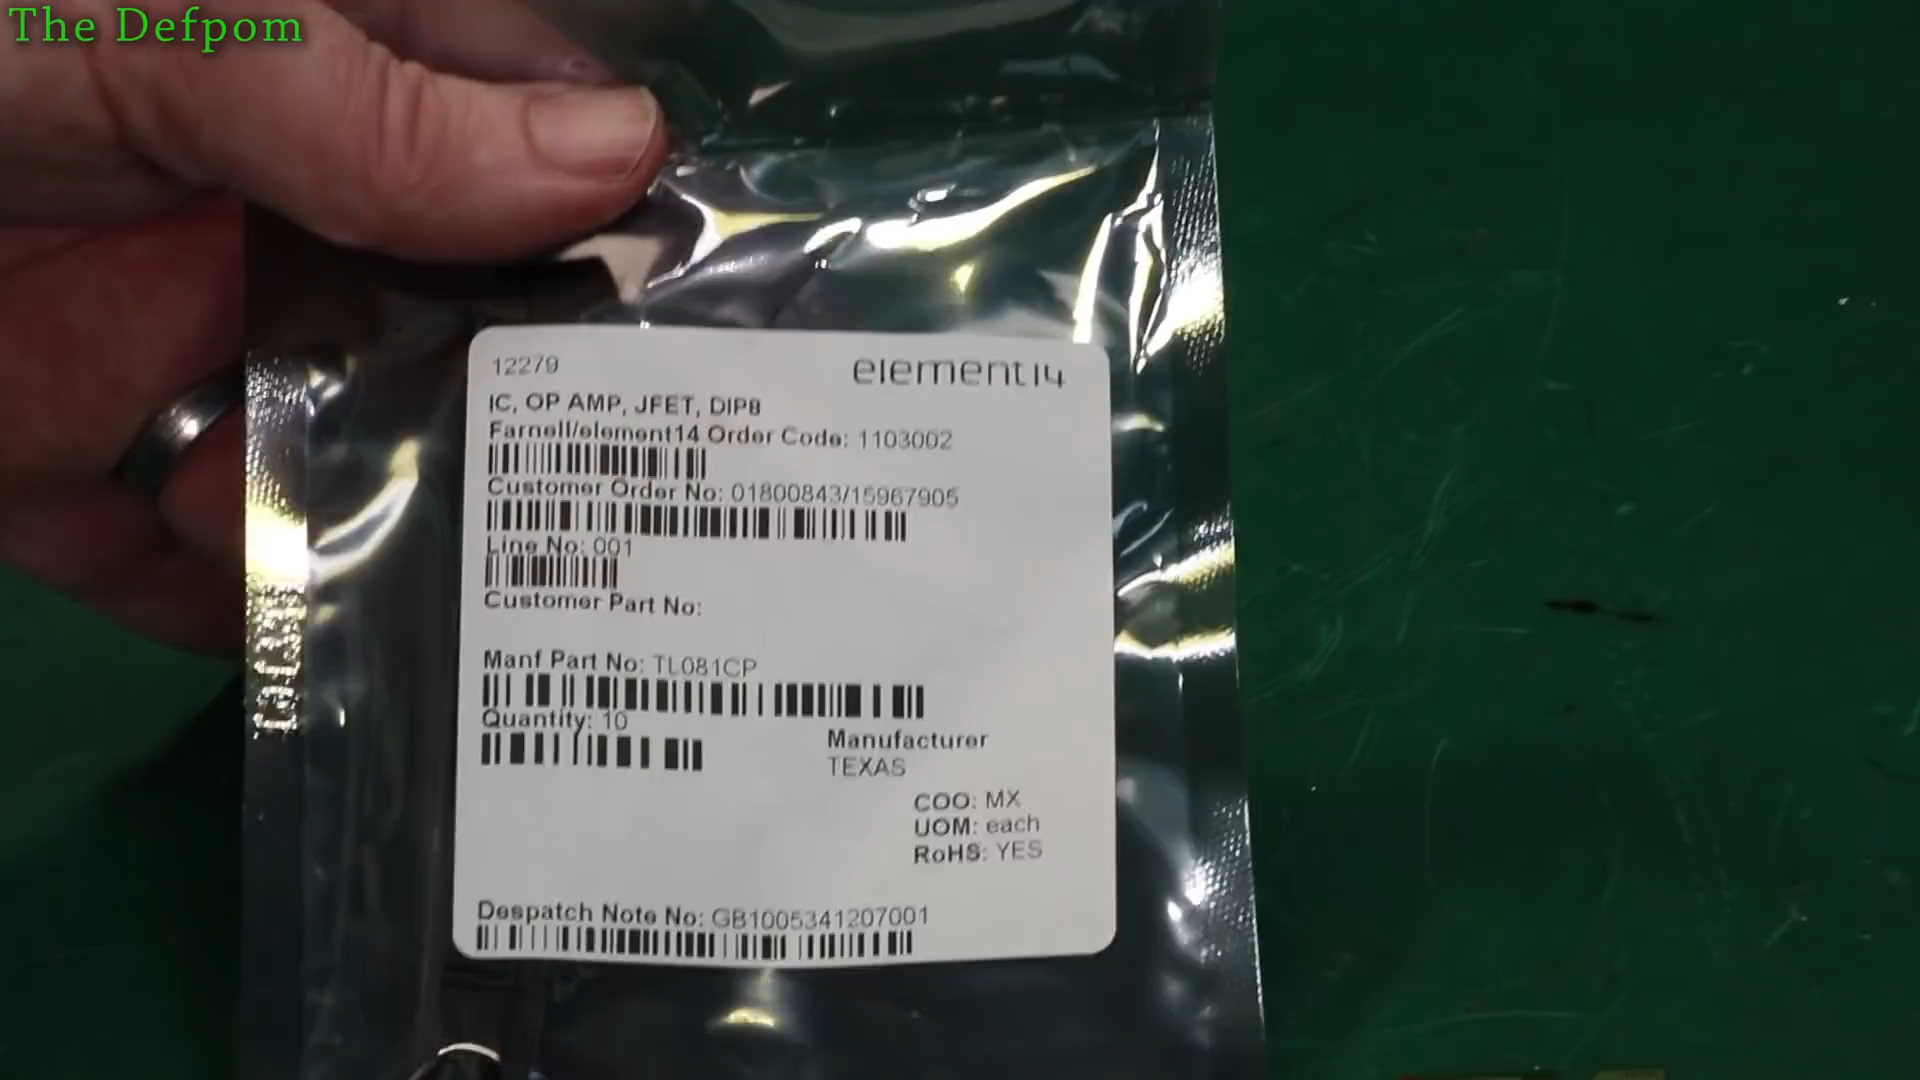 The Defpom
12279
element14
IC, OP AMP, JFET, DIP8
Farnell/element14 Order Code: 1103002
Customer Order No: 01800843/15967905
Line No: 001
Customer Part No:
Manf Part No: TL081CP
Quantity: 10
Manufacturer
TEXAS
COO: MX
UOM: each
RoHS: YES
Despatch Note No: GB1005341207001